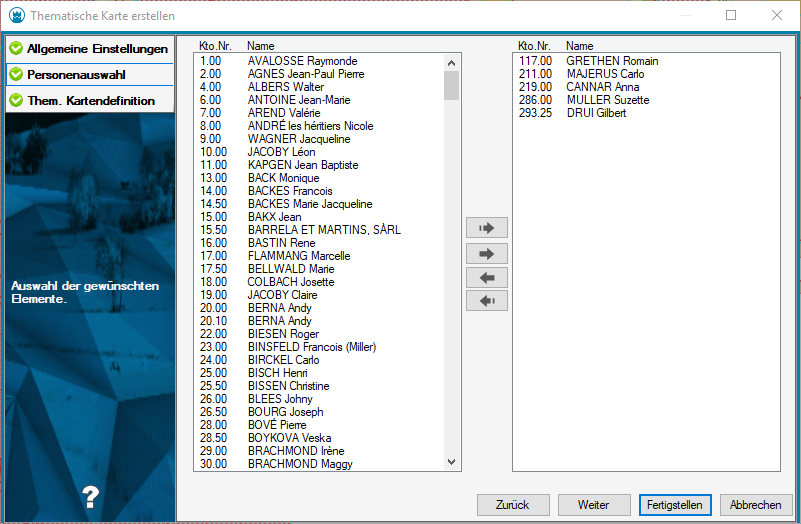 Thematische Karte erstellen
Allgemeine Einstellungen
Personenauswahl
Them. Kartendefinition
Auswahl der gewünschten
Elemente.
?
Kto.Nr. Name
1.00 AVALOSSE Raymonde
2.00 AGNES Jean-Paul Pierre
4.00 ALBERS Walter
6.00 ANTOINE Jean-Marie
7.00 AREND Valérie
8.00 ANDRÉ les héritiers Nicole
9.00 WAGNER Jacqueline
10.00 JACOBY Léon
11.00 KAPGEN Jean Baptiste
13.00 BACK Monique
14.00 BACKES Francois
14.50 BACKES Marie Jacqueline
15.00 BAKX Jean
15.50 BARRELA ET MARTINS, SÀRL
16.00 BASTIN Rene
17.00 FLAMMANG Marcelle
17.50 BELLWALD Marie
18.00 COLBACH Josette
19.00 JACOBY Claire
20.00 BERNA Andy
20.10 BERNA Andy
22.00 BIESEN Roger
23.00 BINSFELD Francois (Miller)
24.00 BIRCKEL Carlo
25.00 BISCH Henri
25.50 BISSEN Christine
26.00 BLEES Johny
26.50 BOURG Joseph
28.00 BOVÉ Pierre
28.50 BOYKOVA Veska
29.00 BRACHMOND Irène
30.00 BRACHMOND Maggy
Kto.Nr. Name
117.00 GRETHEN Romain
211.00 MAJERUS Carlo
219.00 CANNAR Anna
286.00 MULLER Suzette
293.25 DRUI Gilbert
Zurück
Weiter
Fertigstellen
Abbrechen